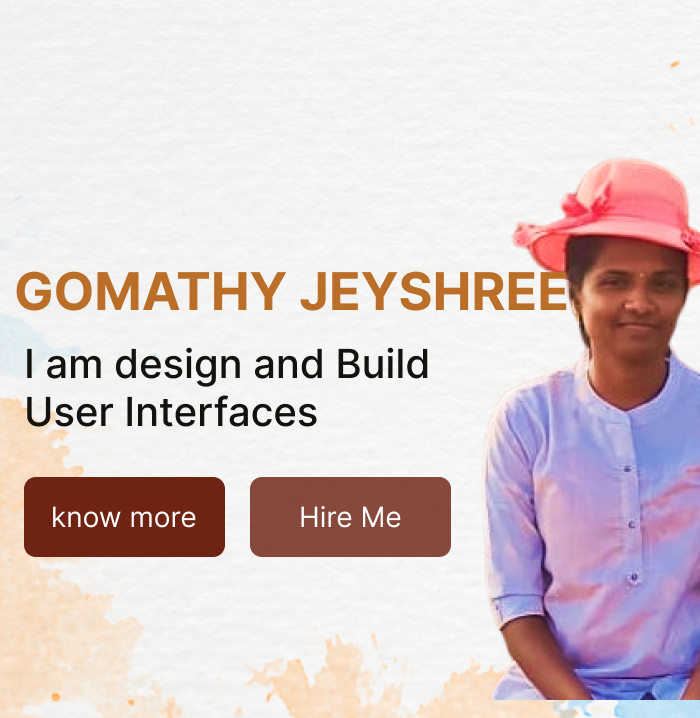 GOMATHY JEYSHREE
I am design and Build
User Interfaces
know more
Hire Me